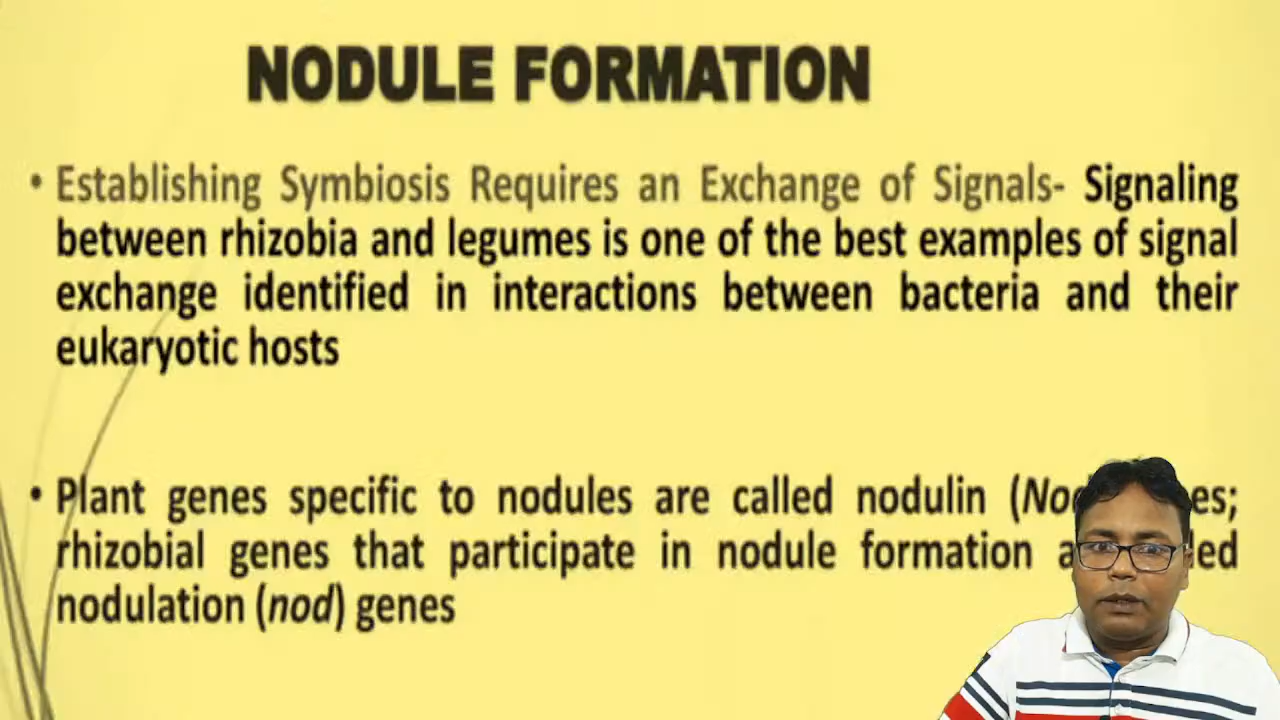 NODULE FORMATION
• Establishing Symbiosis Requires an Exchange of Signals- Signaling
between rhizobia and legumes is one of the best examples of signal
exchange identified in interactions between bacteria and their
eukaryotic hosts
• Plant genes specific to nodules are called nodulin
rhizobial genes that participate in nodule formation
nodulation (nod) genes